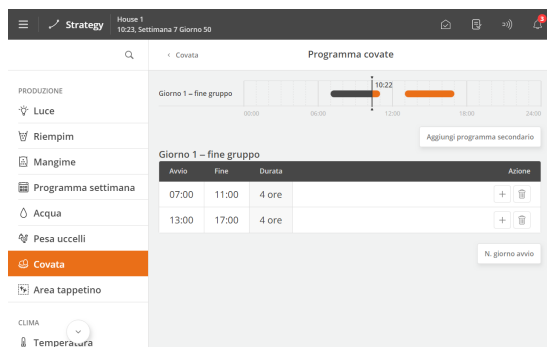 Strategy
House 1
10:23, Settimana 7 Giorno 50
3
‹ Covata
Programma covate
PRODUZIONE
Luce
Riempim
Mangime
Programma settimana
Acqua
Pesa uccelli
Covata
Area tappetino
CLIMA
Temperatura
Giorno 1 – fine gruppo
10:22
00:00 06:00 12:00 18:00 24:00
Aggiungi programma secondario
Giorno 1 – fine gruppo
Avvio Fine Durata Azione
07:00 11:00 4 ore
13:00 17:00 4 ore
N. giorno avvio